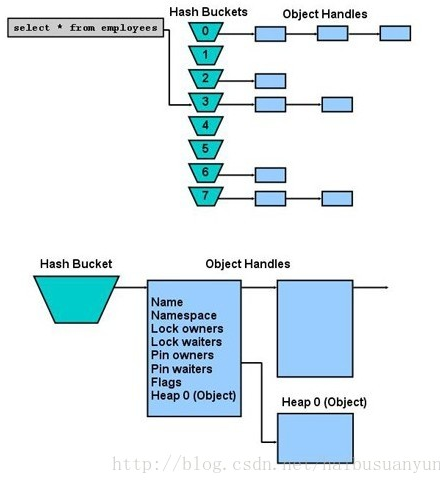 Hash Buckets
Object Handles
select * from employees
0
1
2
3
4
5
6
7
Hash Bucket
Object Handles
Name
Namespace
Lock owners
Lock waiters
Pin owners
Pin waiters
Flags
Heap 0 (Object)
Heap 0 (Object)
http://blog.csdn.net/haibusuanyun